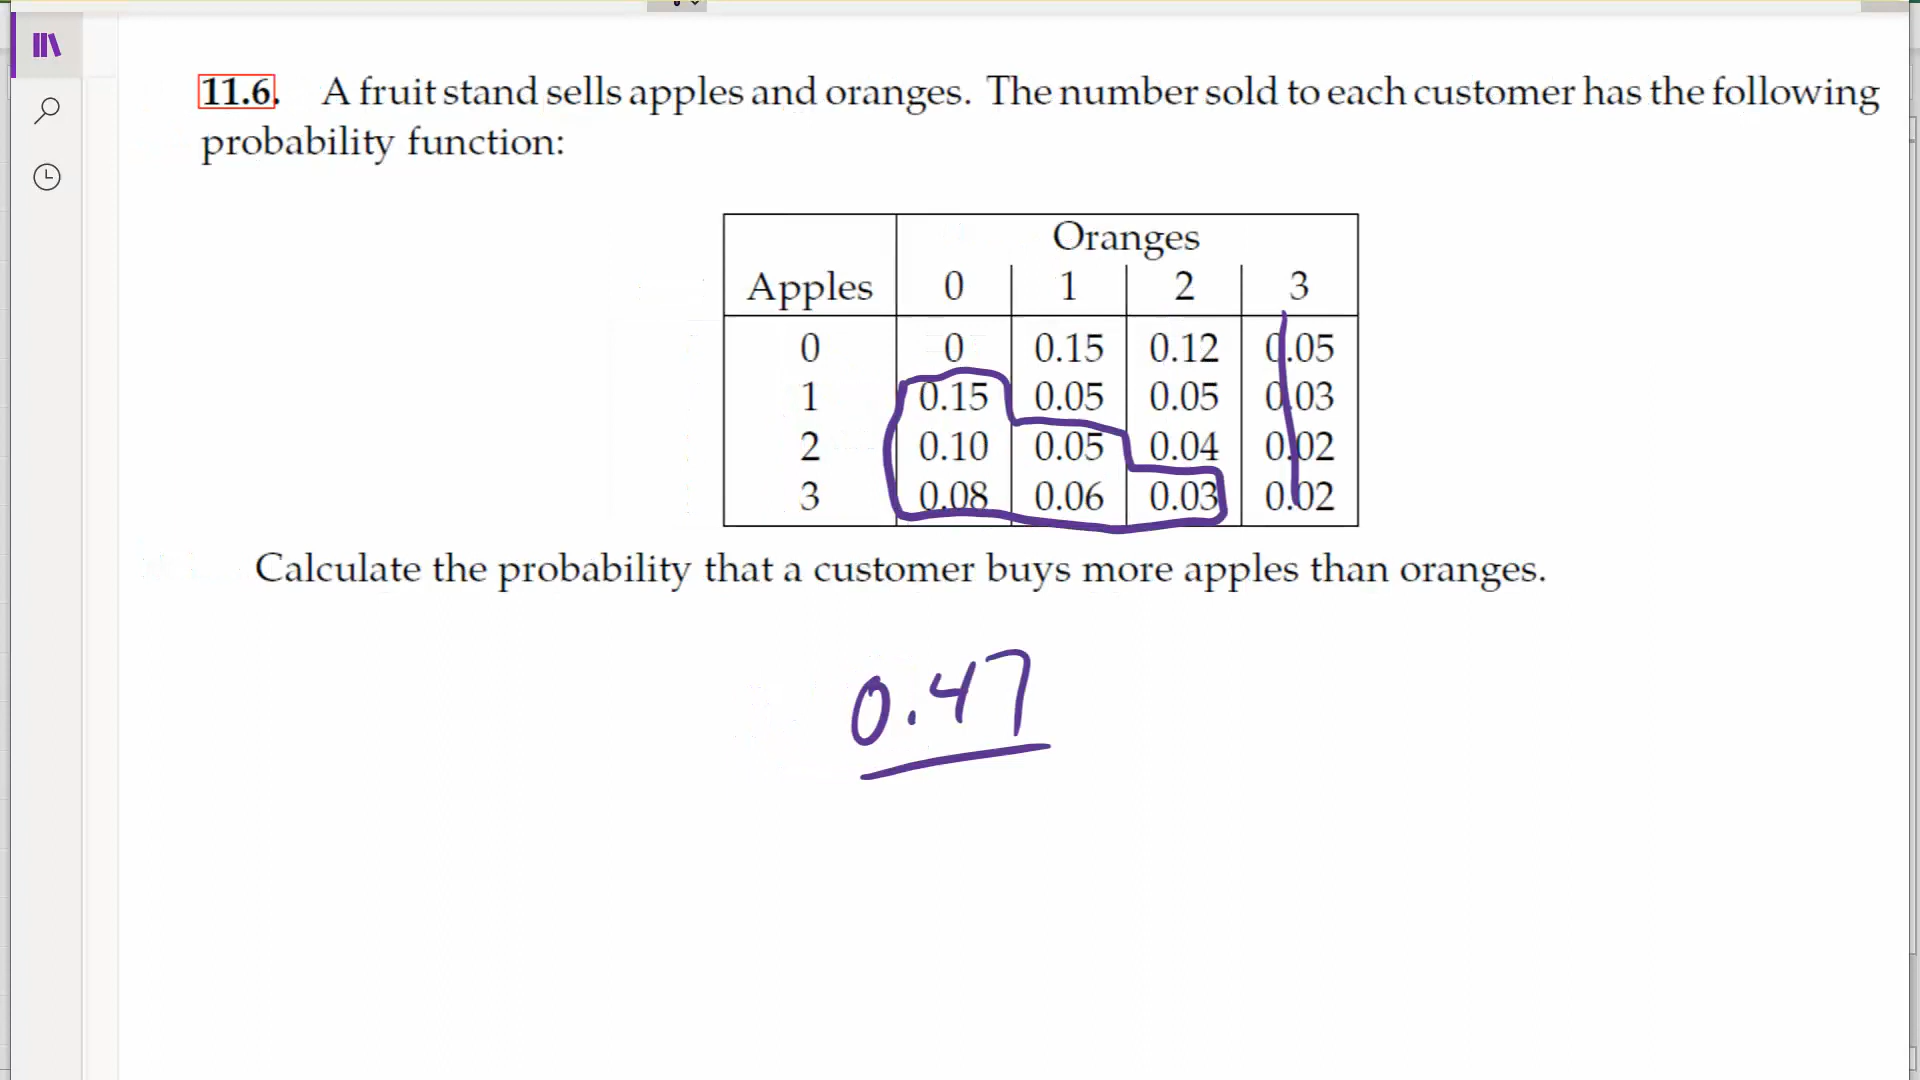 11.6. A fruit stand sells apples and oranges. The number sold to each customer has the following
probability function:
Oranges
Apples 0 1 2 3
0 0 0.15 0.12 0.05
1 0.15 0.05 0.05 0.03
2 0.10 0.05 0.04 0.02
3 0.08 0.06 0.03 0.02
Calculate the probability that a customer buys more apples than oranges.
0.47